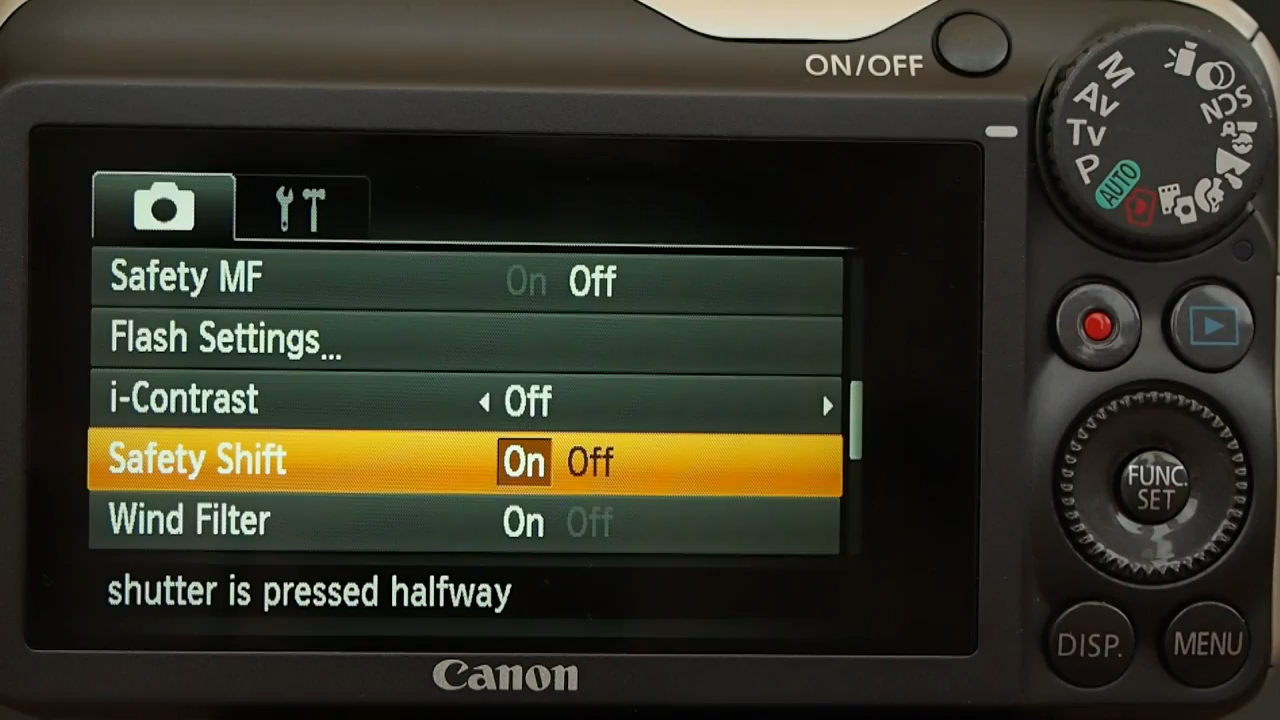 ON/OFF
M
Av
Tv
P
AUTO
SCN
Safety MF On Off
Flash Settings...
i-Contrast Off
Safety Shift On Off
Wind Filter On Off
shutter is pressed halfway
FUNC.
SET
DISP.
MENU
Canon